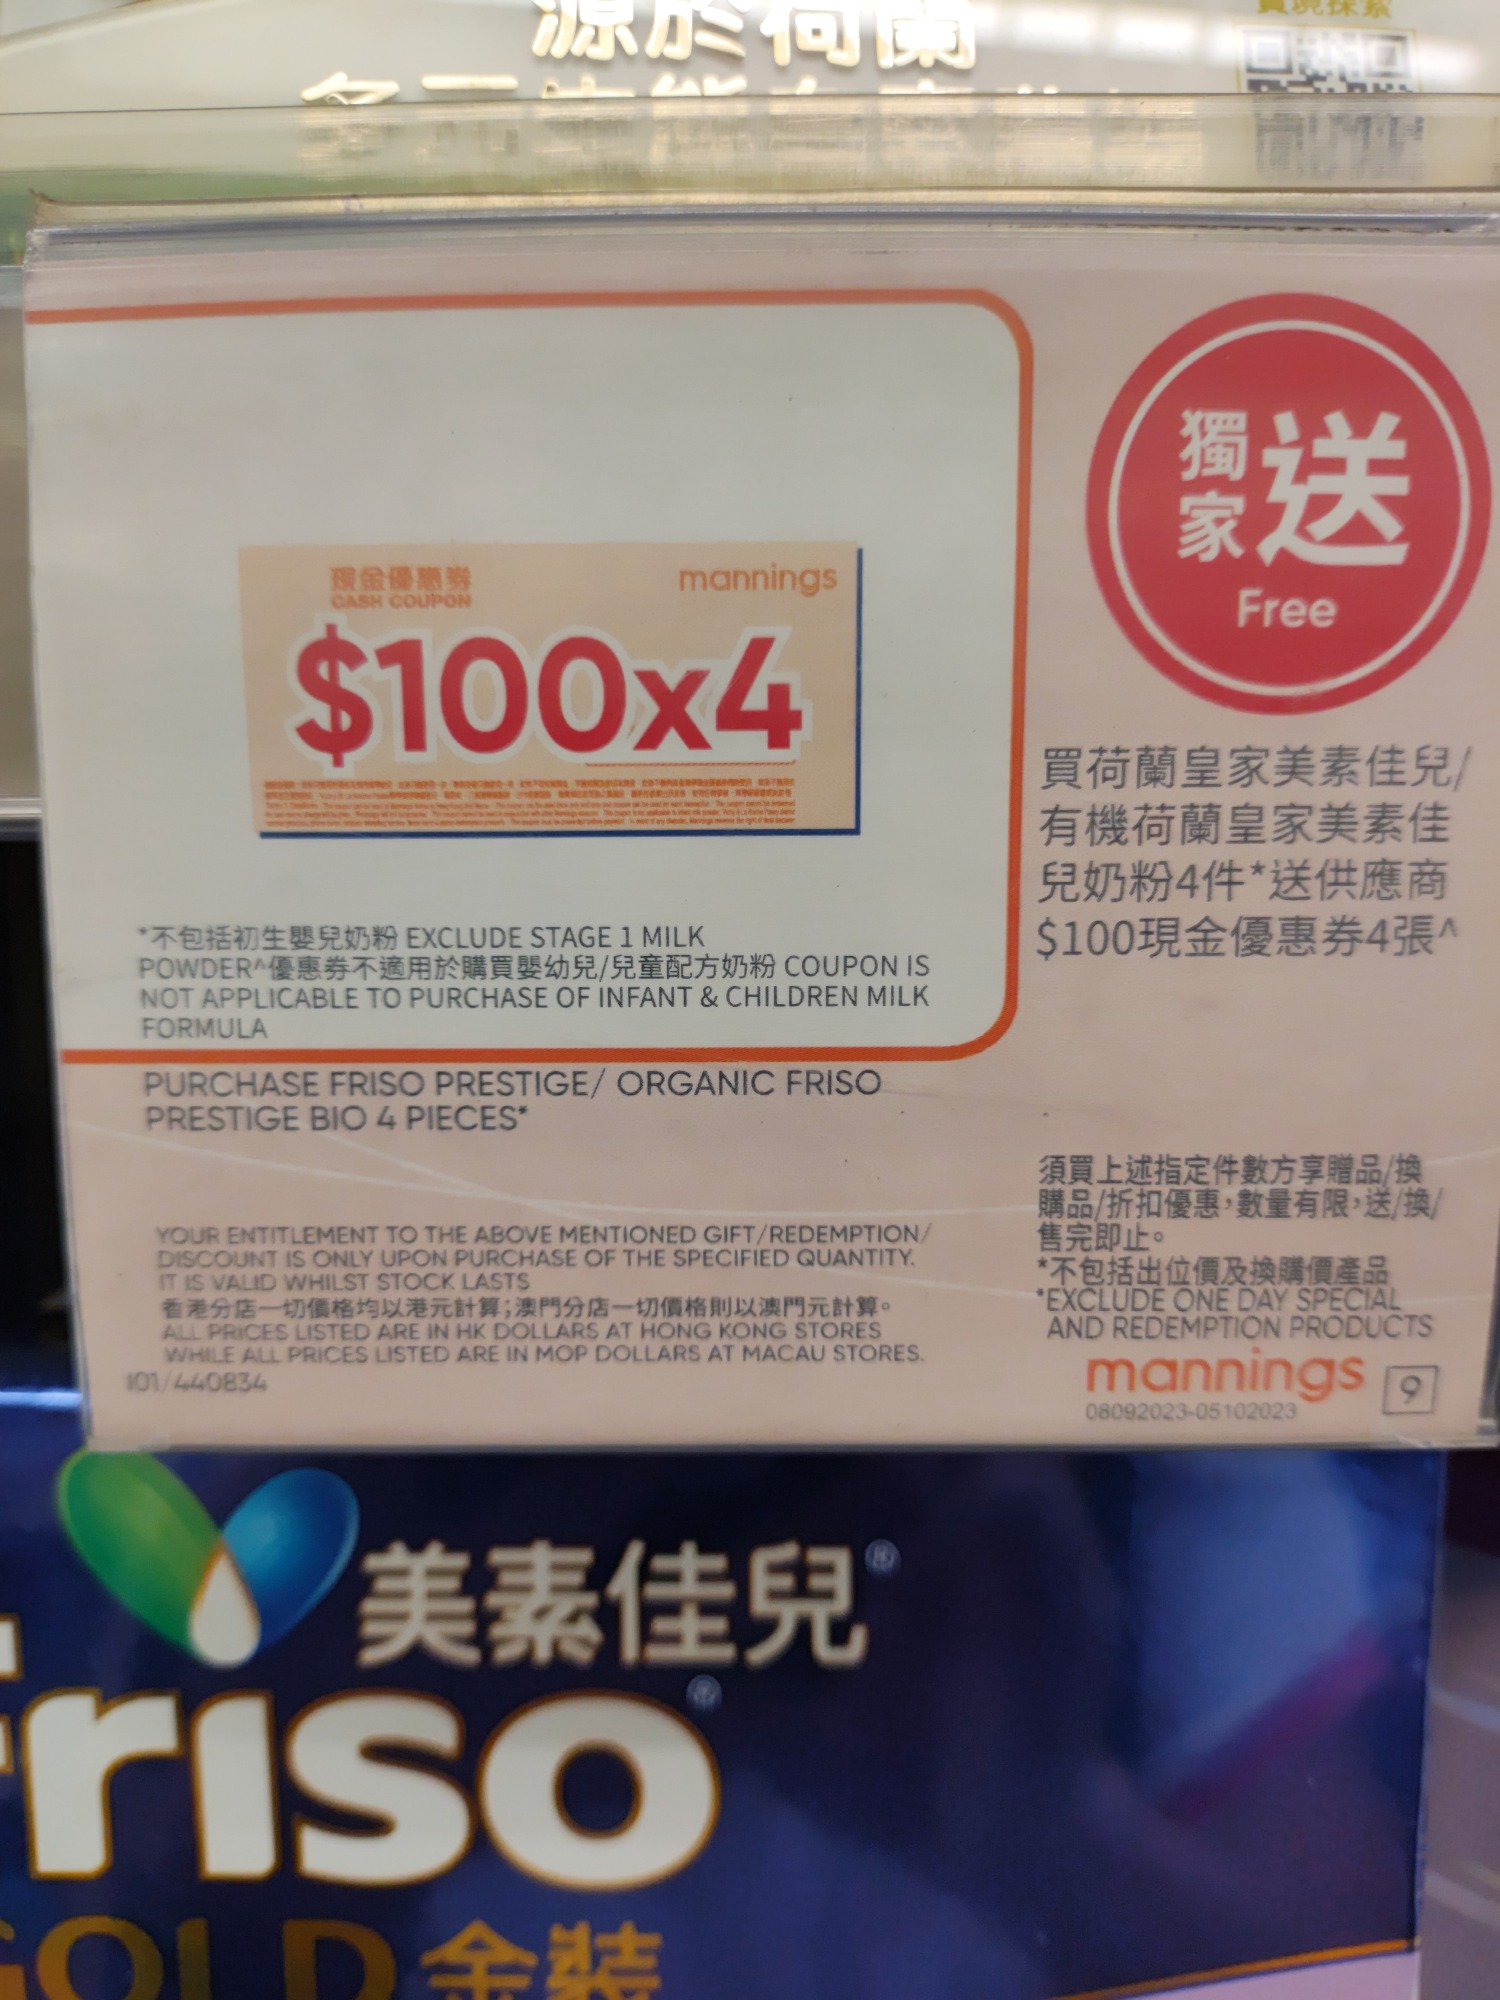 源於荷蘭
現金優惠券
CASH COUPON
mannings
$100x4
獨家送
Free
買荷蘭皇家美素佳兒/
有機荷蘭皇家美素佳
兒奶粉4件*送供應商
$100現金優惠券4張^
*不包括初生嬰兒奶粉 EXCLUDE STAGE 1 MILK
POWDER^優惠券不適用於購買嬰幼兒/兒童配方奶粉 COUPON IS
NOT APPLICABLE TO PURCHASE OF INFANT & CHILDREN MILK
FORMULA
PURCHASE FRISO PRESTIGE/ ORGANIC FRISO
PRESTIGE BIO 4 PIECES*
須買上述指定件數方享贈品/換
購品/折扣優惠,數量有限,送/換/
售完即止。
*不包括出位價及換購價產品
*EXCLUDE ONE DAY SPECIAL
AND REDEMPTION PRODUCTS
YOUR ENTITLEMENT TO THE ABOVE MENTIONED GIFT/REDEMPTION/
DISCOUNT IS ONLY UPON PURCHASE OF THE SPECIFIED QUANTITY.
IT IS VALID WHILST STOCK LASTS
香港分店一切價格均以港元計算;澳門分店一切價格則以澳門元計算。
ALL PRICES LISTED ARE IN HK DOLLARS AT HONG KONG STORES
WHILE ALL PRICES LISTED ARE IN MOP DOLLARS AT MACAU STORES.
101/440834
mannings 9
08092023-05102023
美素佳兒®
Friso®
GOLD 金裝